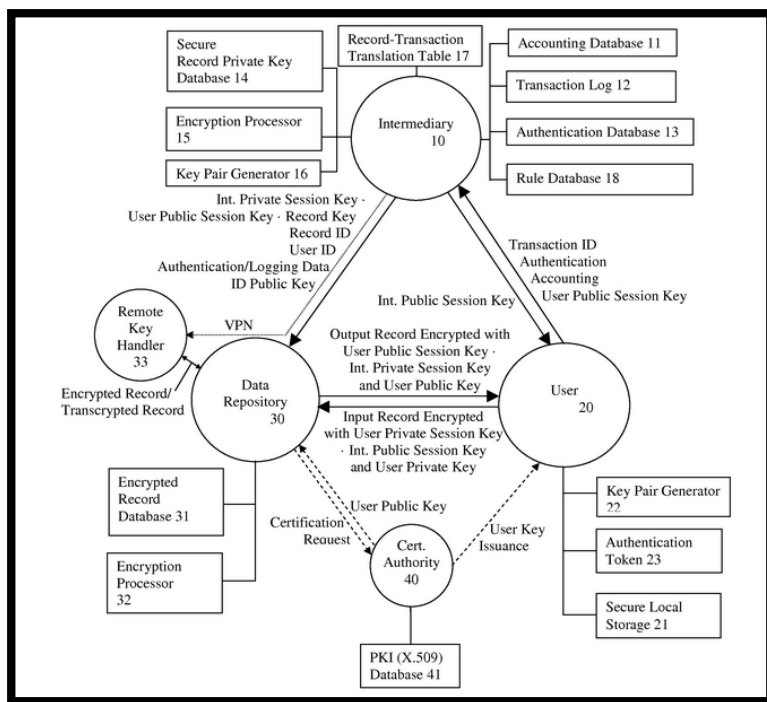 Secure
Record Private Key
Database 14
Record-Transaction
Translation Table 17
Accounting Database 11
Transaction Log 12
Encryption Processor
15
Intermediary
10
Authentication Database 13
Key Pair Generator 16
Rule Database 18
Int. Private Session Key ·
User Public Session Key · Record Key
Record ID
User ID
Authentication/Logging Data
ID Public Key
Transaction ID
Authentication
Accounting
User Public Session Key
Int. Public Session Key
Remote
Key
Handler
33
VPN
Output Record Encrypted with
User Public Session Key ·
Int. Private Session Key
and User Public Key
Encrypted Record/
Transcrypted Record
Data
Repository
30
User
20
Input Record Encrypted
with User Private Session Key
· Int. Public Session Key
and User Private Key
Encrypted
Record
Database 31
Encryption
Processor
32
User Public Key
Certification
Request
User Key
Issuance
Cert.
Authority
40
Key Pair Generator
22
Authentication
Token 23
Secure Local
Storage 21
PKI (X.509)
Database 41